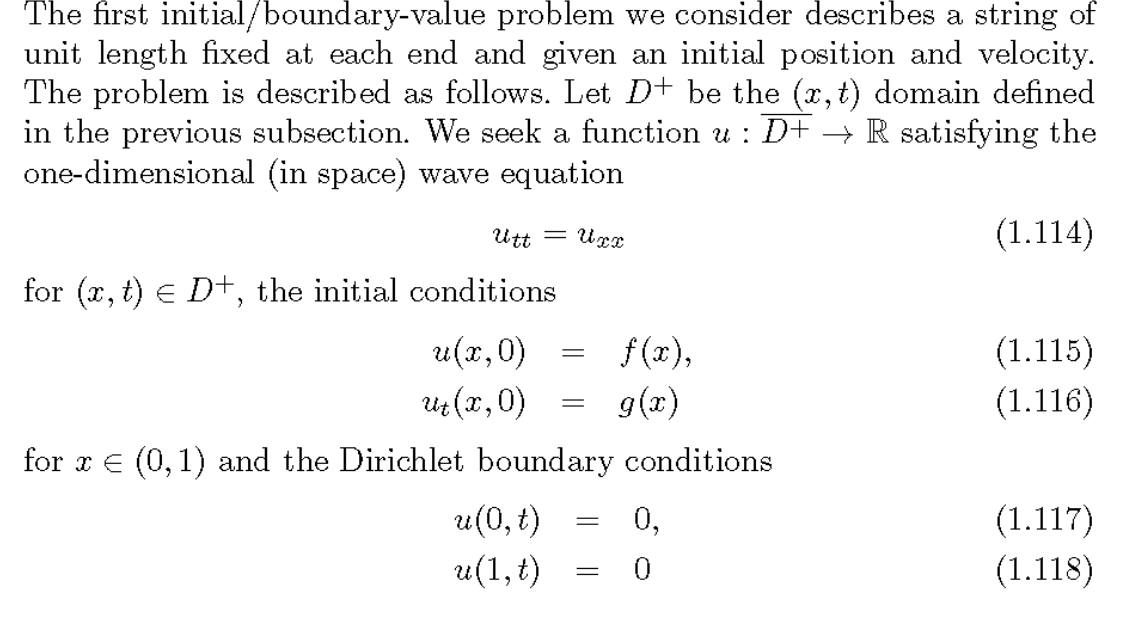 The first initial/boundary-value problem we consider describes a string of
unit length fixed at each end and given an initial position and velocity.
The problem is described as follows. Let D⁺ be the (x, t) domain defined
in the previous subsection. We seek a function u : D̅⁺ → ℝ satisfying the
one-dimensional (in space) wave equation
u_tt = u_xx (1.114)
for (x, t) ∈ D⁺, the initial conditions
u(x, 0) = f(x), (1.115)
u_t(x, 0) = g(x) (1.116)
for x ∈ (0, 1) and the Dirichlet boundary conditions
u(0, t) = 0, (1.117)
u(1, t) = 0 (1.118)